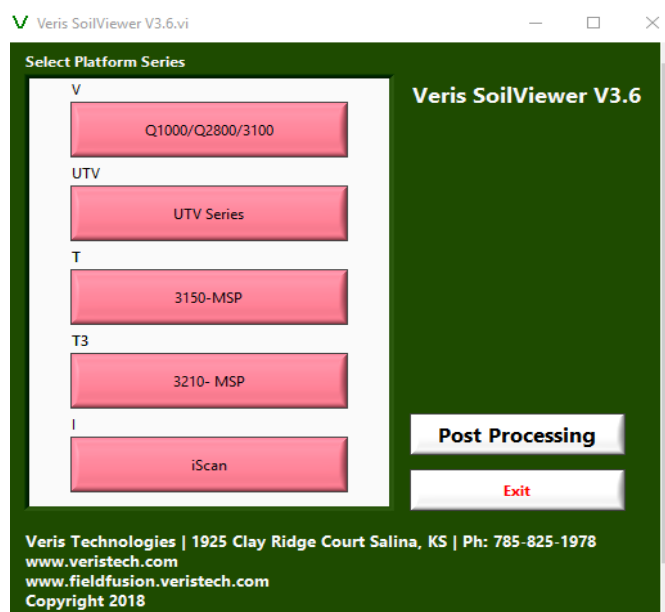 Veris SoilViewer V3.6.vi
Select Platform Series
Veris SoilViewer V3.6
V
Q1000/Q2800/3100
UTV
UTV Series
T
3150-MSP
T3
3210- MSP
I
iScan
Post Processing
Exit
Veris Technologies | 1925 Clay Ridge Court Salina, KS | Ph: 785-825-1978
www.veristech.com
www.fieldfusion.veristech.com
Copyright 2018